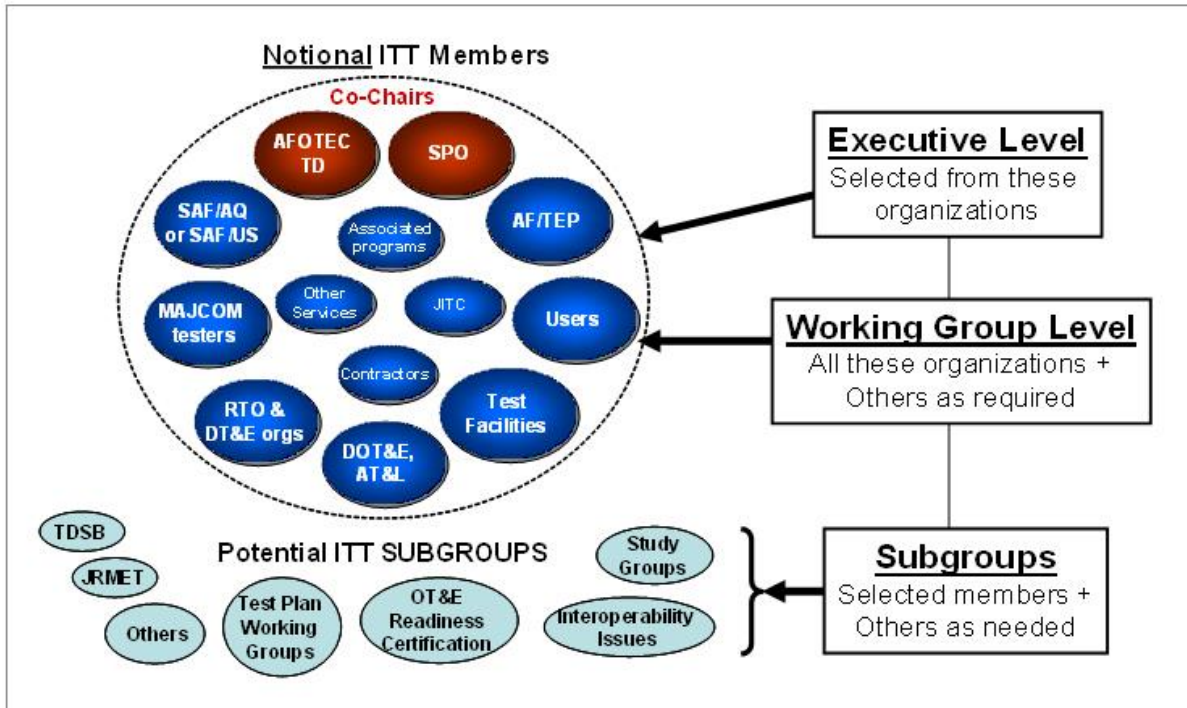 Notional ITT Members
Co-Chairs
AFOTEC
TD
SPO
SAF/AQ
or SAF/US
Associated
programs
AF/TEP
MAJCOM
testers
Other
Services
JITC
Users
Contractors
RTO &
DT&E orgs
Test
Facilities
DOT&E,
AT&L
Executive Level
Selected from these
organizations
Working Group Level
All these organizations +
Others as required
TDSB
JRMET
Others
Potential ITT SUBGROUPS
Test Plan
Working
Groups
OT&E
Readiness
Certification
Study
Groups
Interoperability
Issues
Subgroups
Selected members +
Others as needed